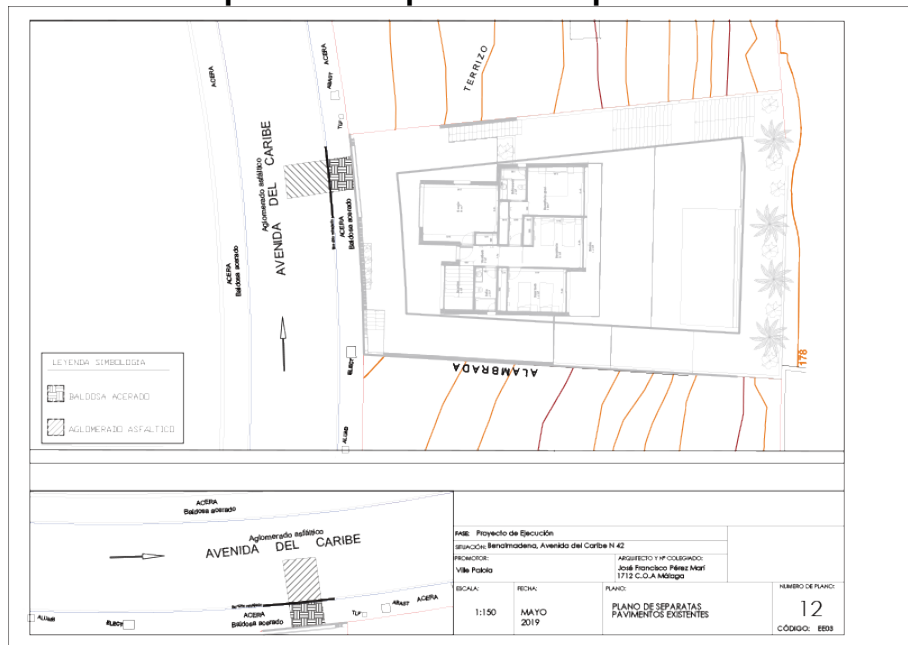 ACERA
ACERA
ABAST
TLF
TERRIZO
Aglomerado asfáltico
AVENIDA DEL CARIBE
ACERA
Baldosa acerado
ACERA
Baldosa acerado
ELECT
ALUMB
ALAMBRADA
178
LEYENDA SIMBOLOGIA
BALDOSA ACERADO
AGLOMERADO ASFALTICO
ACERA
Baldosa acerado
Aglomerado asfáltico
AVENIDA DEL CARIBE
ALUMB
ELECT
ACERA
Baldosa acerado
TLF
ABAST
ACERA
FASE: Proyecto de Ejecución
SITUACIÓN: Benalmadena, Avenida del Caribe N 42
PROMOTOR:
Ville Paloia
ARQUITECTO Y Nº COLEGIADO:
José Francisco Pérez Marí
1712 C.O.A Málaga
ESCALA:
1:150
FECHA:
MAYO
2019
PLANO:
PLANO DE SEPARATAS
PAVIMENTOS EXISTENTES
NUMERO DE PLANO:
12
CÓDIGO: EE03